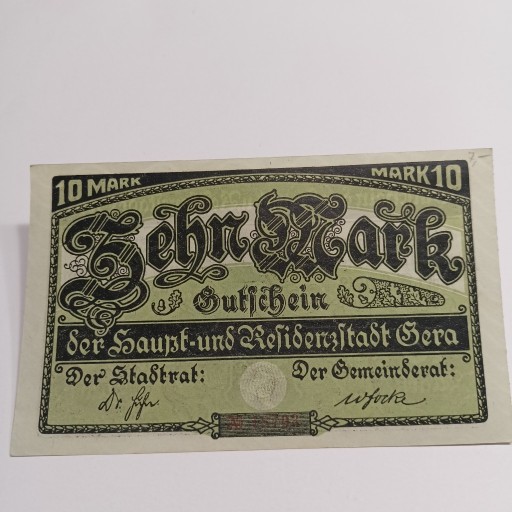 10 MARK MARK 10
Zehn Mark
Gutschein
der Haupt- und Residenzstadt Gera
Der Stadtrat: Der Gemeinderat: